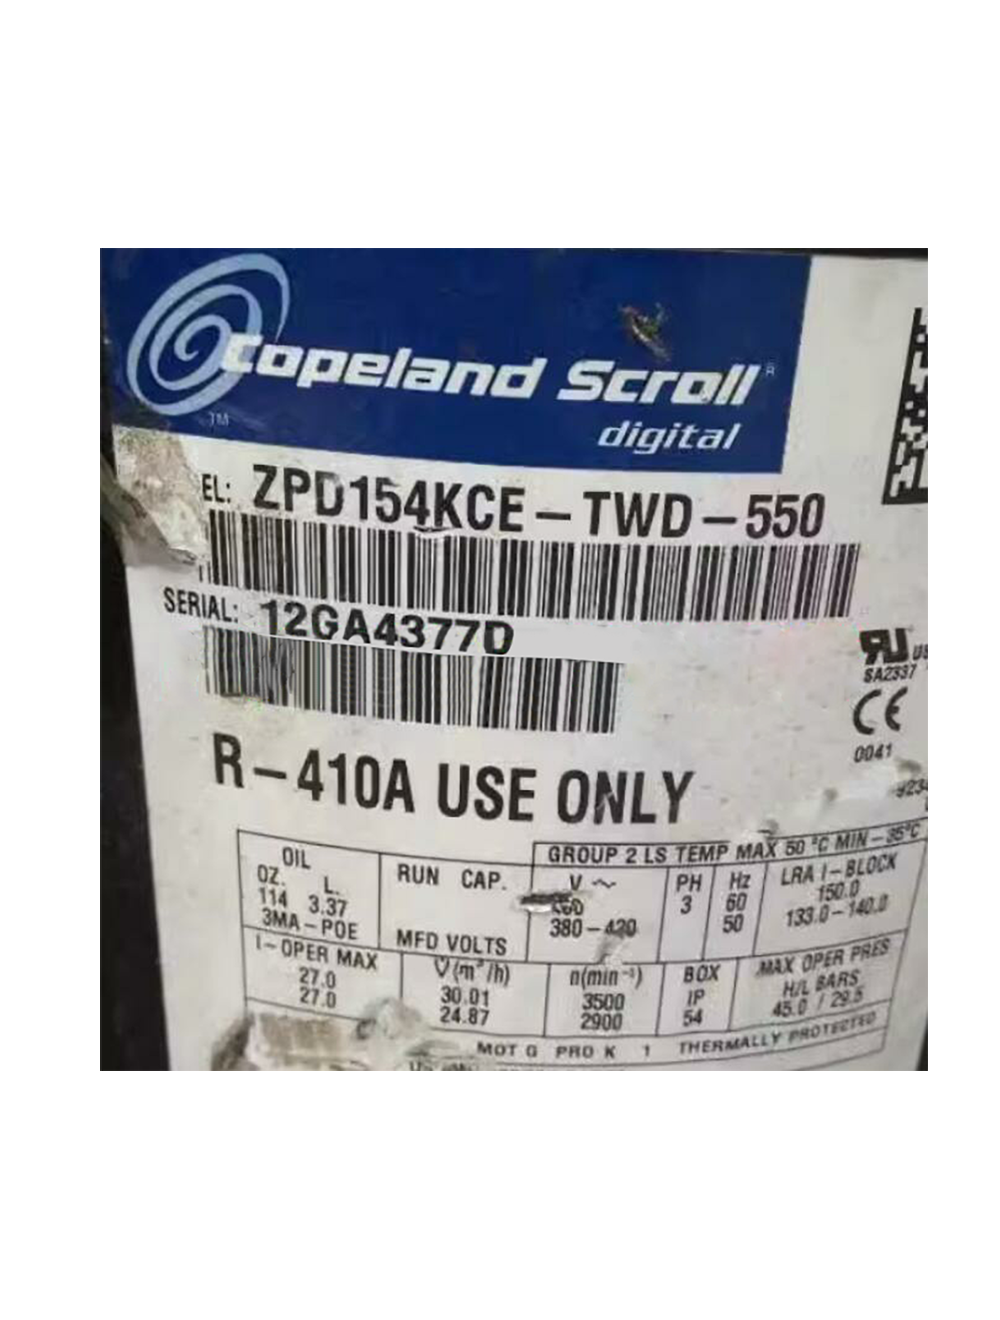 Copeland Scroll®
digital
™
EL: ZPD154KCE-TWD-550
SERIAL: 12GA4377D
US
SA2337
CE
0041
R-410A USE ONLY
GROUP 2 LS TEMP MAX 50 °C MIN -35°C
OIL
OZ. L.
114 3.37
3MA-POE
RUN CAP.
MFD VOLTS
V ~
460
380-420
PH
3
Hz
60
50
LRA I-BLOCK
150.0
133.0-140.0
I-OPER MAX
27.0
27.0
V̇(m³/h)
30.01
24.87
n(min⁻¹)
3500
2900
BOX
IP
54
MAX OPER PRES
H/L BARS
45.0 / 29.5
MOT G PRO K 1 THERMALLY PROTECTED